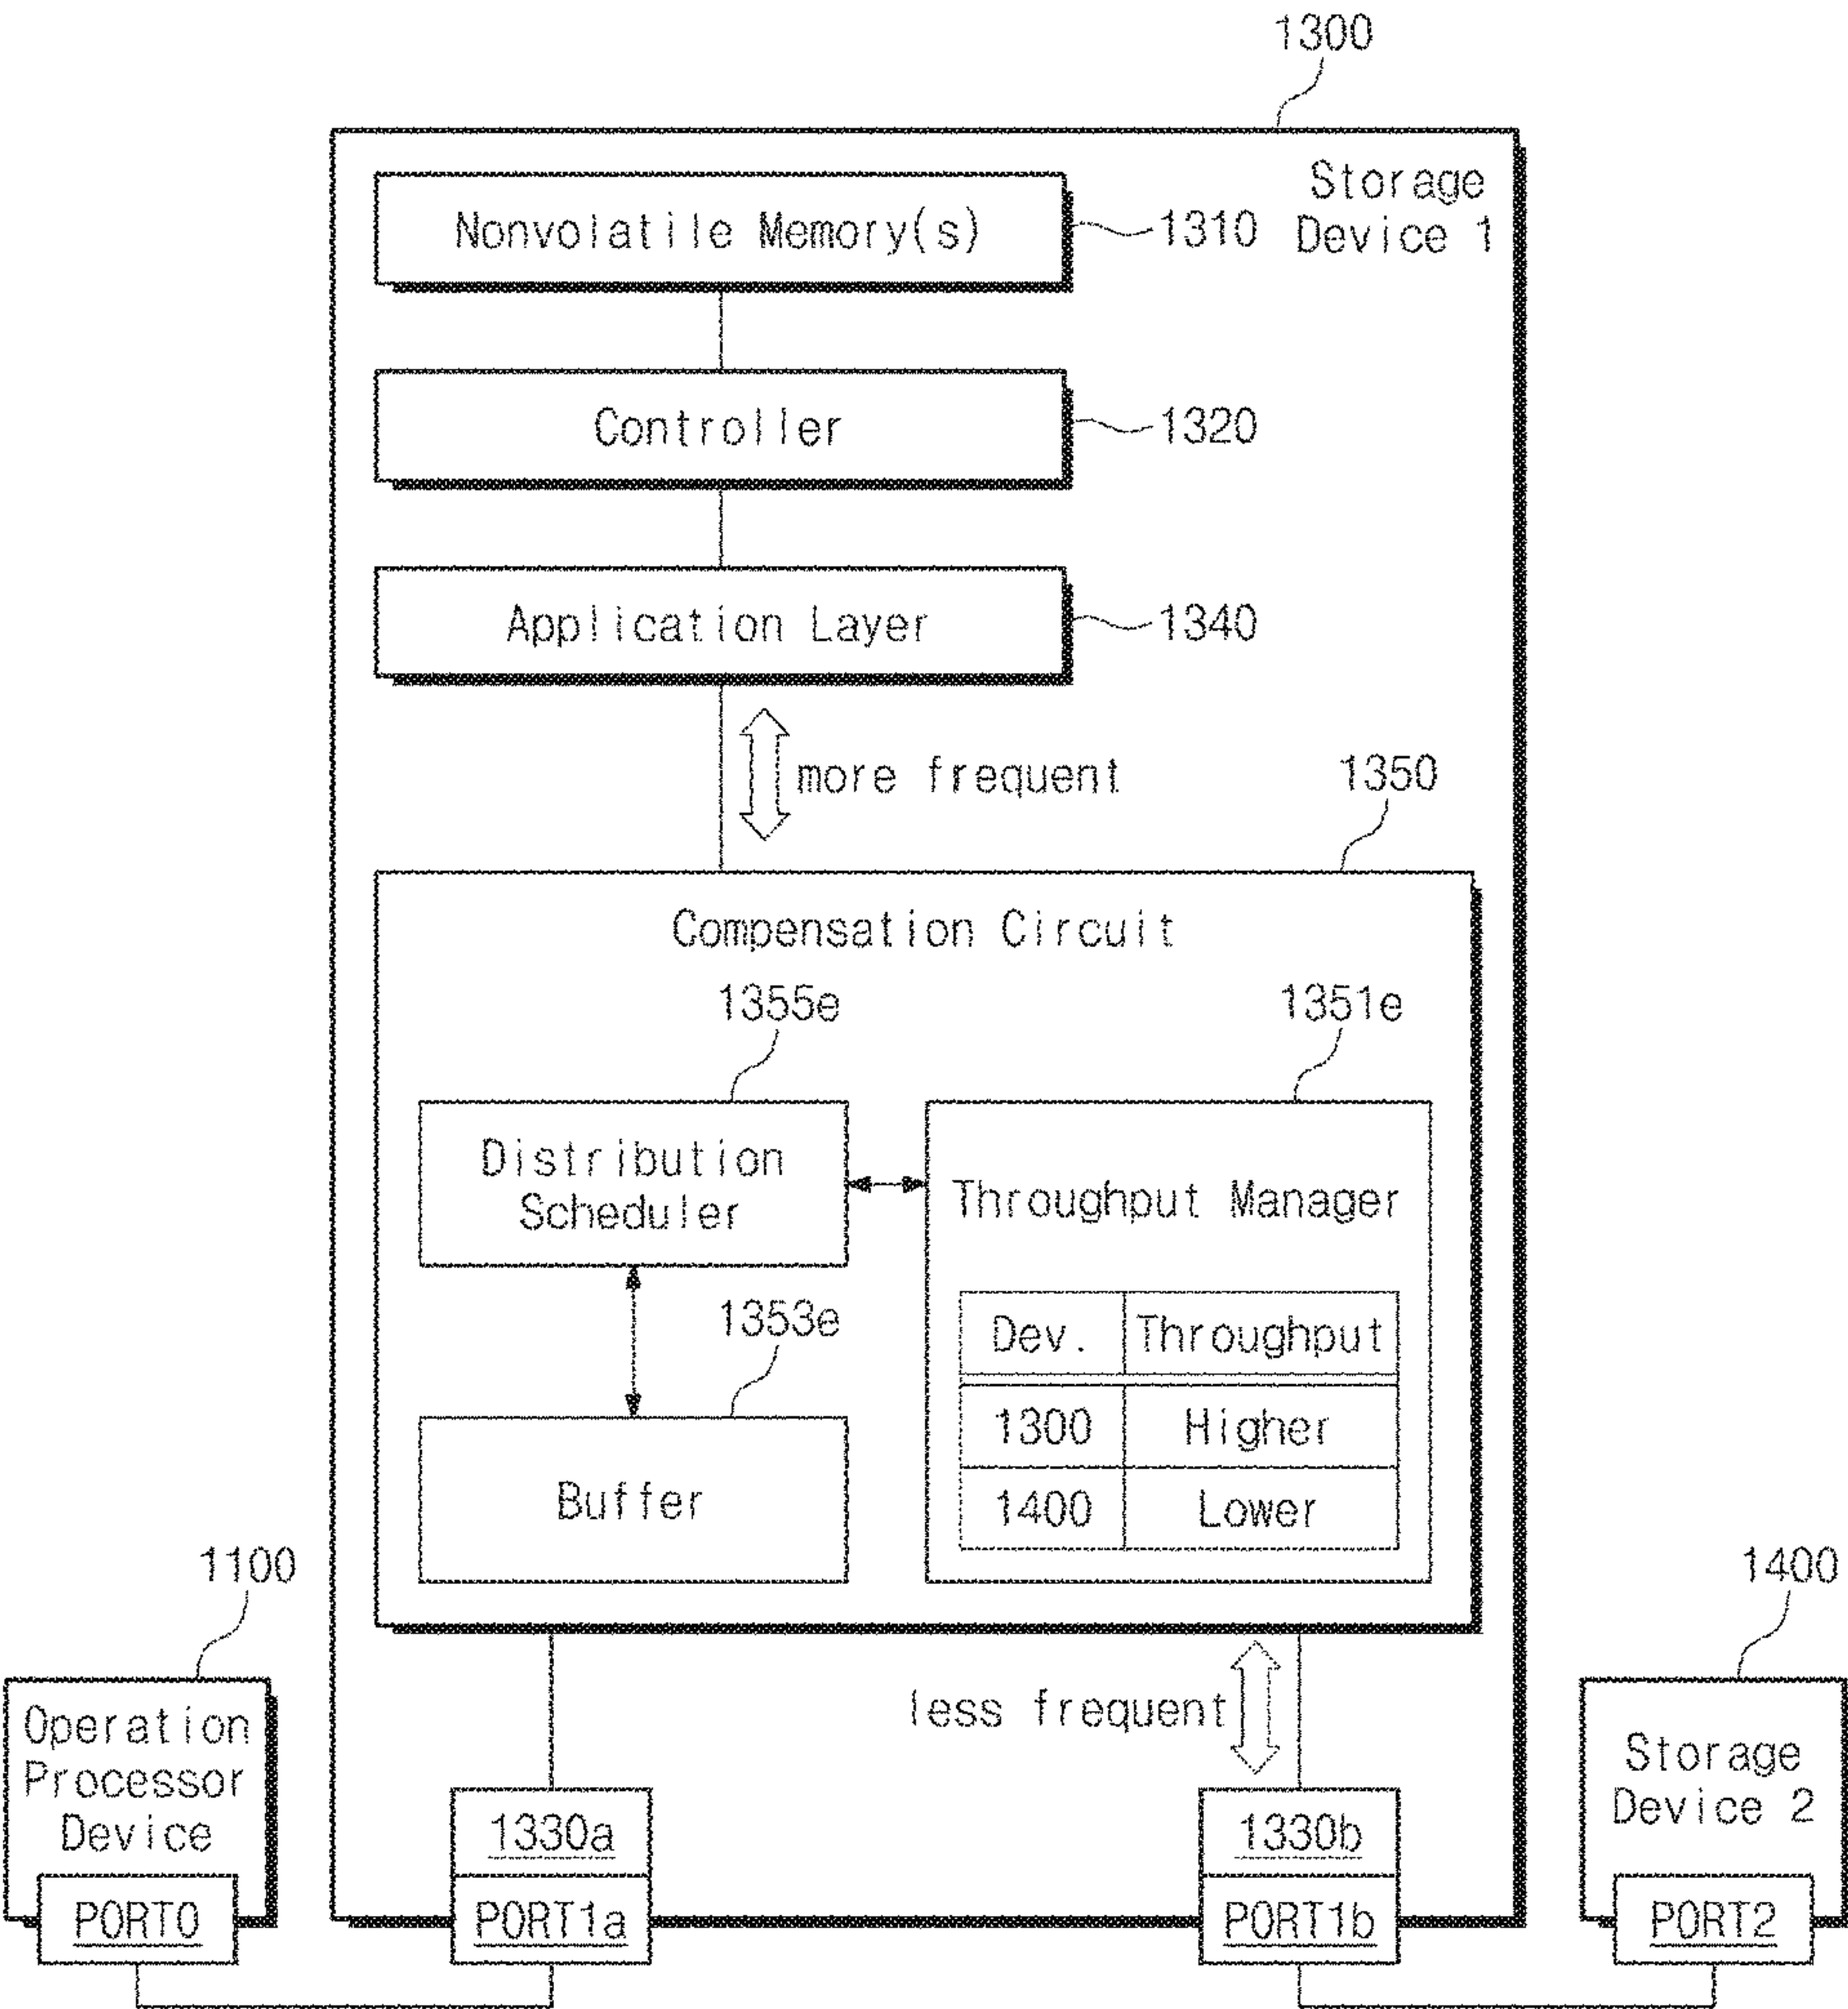 1300
Storage
Device 1
Nonvolatile Memory(s)
1310
Controller
1320
Application Layer
1340
more frequent
1350
Compensation Circuit
1355e
1351e
Distribution
Scheduler
Throughput Manager
1353e
Dev. Throughput
1300 Higher
1400 Lower
Buffer
1100
1400
Operation
Processor
Device
less frequent
Storage
Device 2
1330a
1330b
PORT0
PORT1a
PORT1b
PORT2